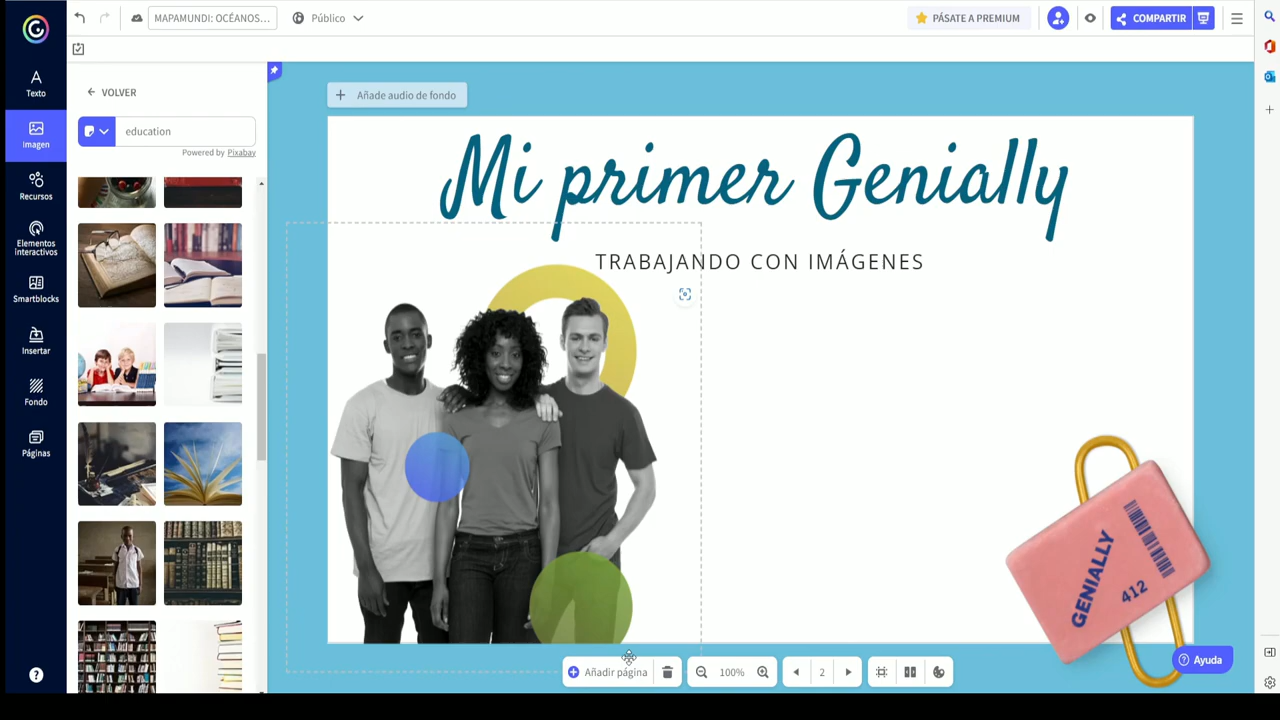 MAPAMUNDI: OCÉANOS...
Público
PÁSATE A PREMIUM
COMPARTIR
Texto
Imagen
Recursos
Elementos
interactivos
Smartblocks
Insertar
Fondo
Páginas
VOLVER
education
Powered by Pixabay
Añade audio de fondo
Mi primer Genially
TRABAJANDO CON IMÁGENES
GENIALLY
412
Añadir página
100%
2
Ayuda